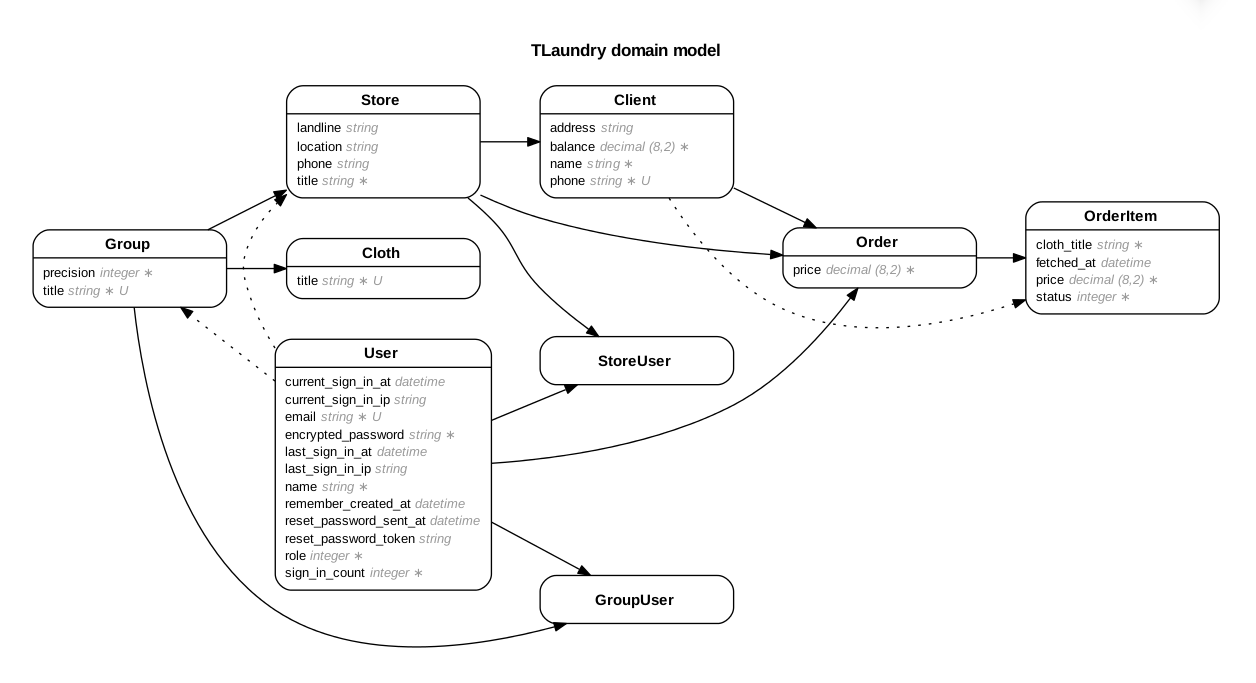 TLaundry domain model
Store
landline string
location string
phone string
title string ∗
Client
address string
balance decimal (8,2) ∗
name string ∗
phone string ∗ U
Group
precision integer ∗
title string ∗ U
Cloth
title string ∗ U
Order
price decimal (8,2) ∗
OrderItem
cloth_title string ∗
fetched_at datetime
price decimal (8,2) ∗
status integer ∗
User
current_sign_in_at datetime
current_sign_in_ip string
email string ∗ U
encrypted_password string ∗
last_sign_in_at datetime
last_sign_in_ip string
name string ∗
remember_created_at datetime
reset_password_sent_at datetime
reset_password_token string
role integer ∗
sign_in_count integer ∗
StoreUser
GroupUser